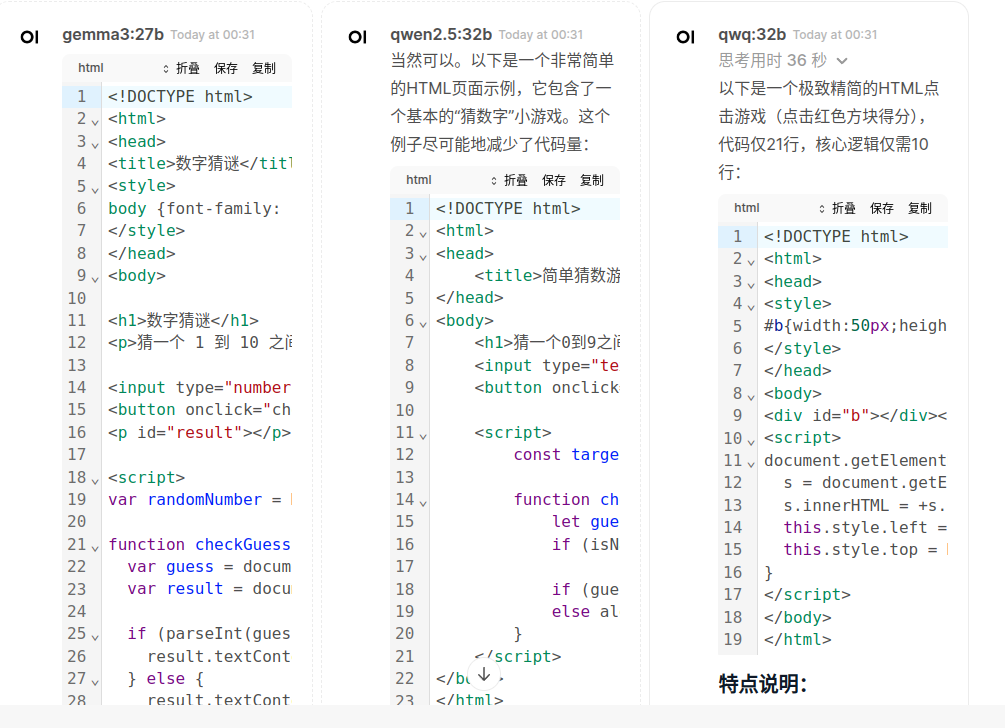 OI gemma3:27b Today at 00:31
html 折叠 保存 复制
1 <!DOCTYPE html>
2 <html>
3 <head>
4 <title>数字猜谜</titl
5 <style>
6 body {font-family:
7 </style>
8 </head>
9 <body>
10
11 <h1>数字猜谜</h1>
12 <p>猜一个 1 到 10 之间
13
14 <input type="number
15 <button onclick="ch
16 <p id="result"></p>
17
18 <script>
19 var randomNumber =
20
21 function checkGuess
22 var guess = docum
23 var result = docu
24
25 if (parseInt(gues
26 result.textCont
27 } else {
28 result.textCont
OI qwen2.5:32b Today at 00:31
当然可以。以下是一个非常简单
的HTML页面示例，它包含了一
个基本的“猜数字”小游戏。这个
例子尽可能地减少了代码量：
html 折叠 保存 复制
1 <!DOCTYPE html>
2 <html>
3 <head>
4 <title>简单猜数游
5 </head>
6 <body>
7 <h1>猜一个0到9之间
8 <input type="te
9 <button onclick
10
11 <script>
12 const targe
13
14 function ch
15 let gue
16 if (isN
17
18 if (gue
19 else al
20 }
21 </script>
22 </b
23 </html>
OI qwq:32b Today at 00:31
思考用时 36 秒
以下是一个极致精简的HTML点
击游戏（点击红色方块得分），
代码仅21行，核心逻辑仅需10
行：
html 折叠 保存 复制
1 <!DOCTYPE html>
2 <html>
3 <head>
4 <style>
5 #b{width:50px;heigh
6 </style>
7 </head>
8 <body>
9 <div id="b"></div><
10 <script>
11 document.getElement
12 s = document.getE
13 s.innerHTML = +s.
14 this.style.left =
15 this.style.top =
16 }
17 </script>
18 </body>
19 </html>
特点说明：